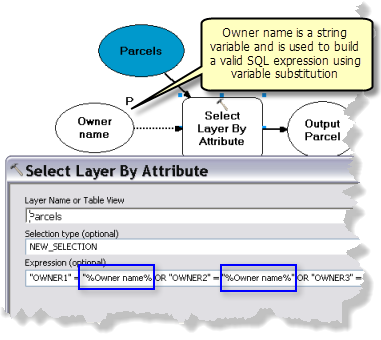 Owner name is a string
variable and is used to build
a valid SQL expression using
variable substitution
Parcels
P
Owner
name
Select
Layer By
Attribute
Output
Parcel
Select Layer By Attribute
Layer Name or Table View
Parcels
Selection type (optional)
NEW_SELECTION
Expression (optional)
"OWNER1" = "%Owner name% OR "OWNER2" = "%Owner name%" OR "OWNER3" =